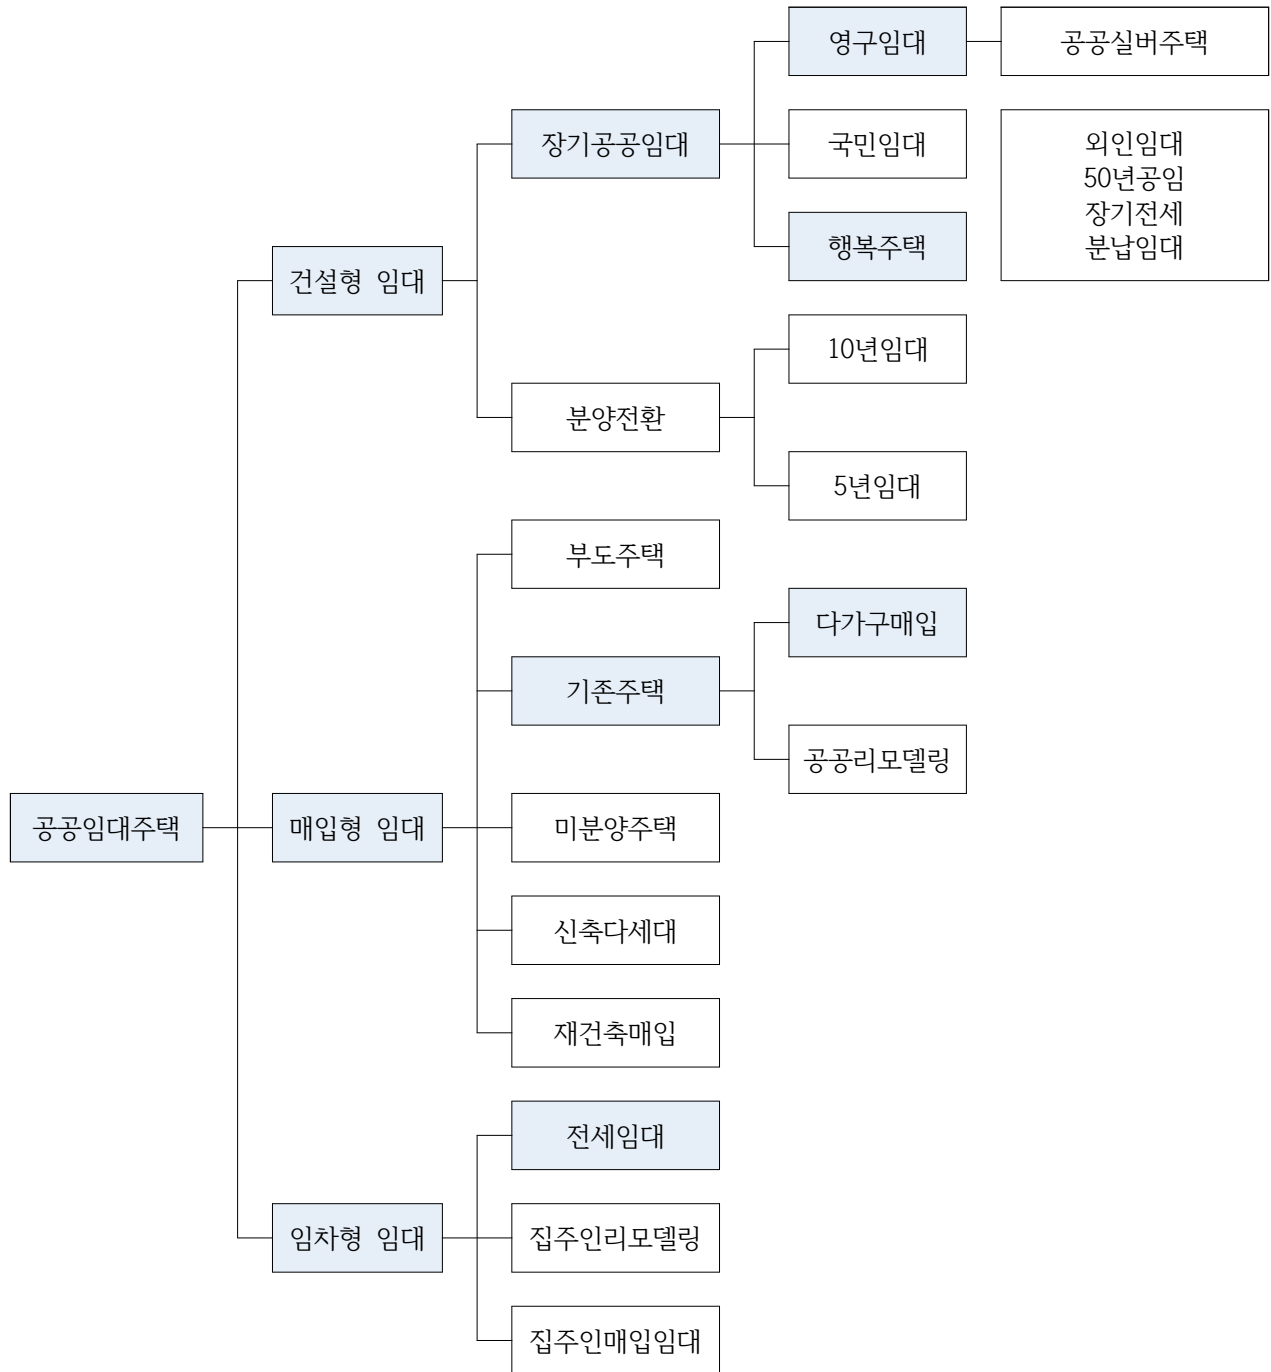 영구임대
공공실버주택
장기공공임대
국민임대
외인임대
50년공임
장기전세
분납임대
행복주택
건설형 임대
10년임대
분양전환
5년임대
부도주택
다가구매입
기존주택
공공리모델링
공공임대주택
매입형 임대
미분양주택
신축다세대
재건축매입
전세임대
임차형 임대
집주인리모델링
집주인매입임대